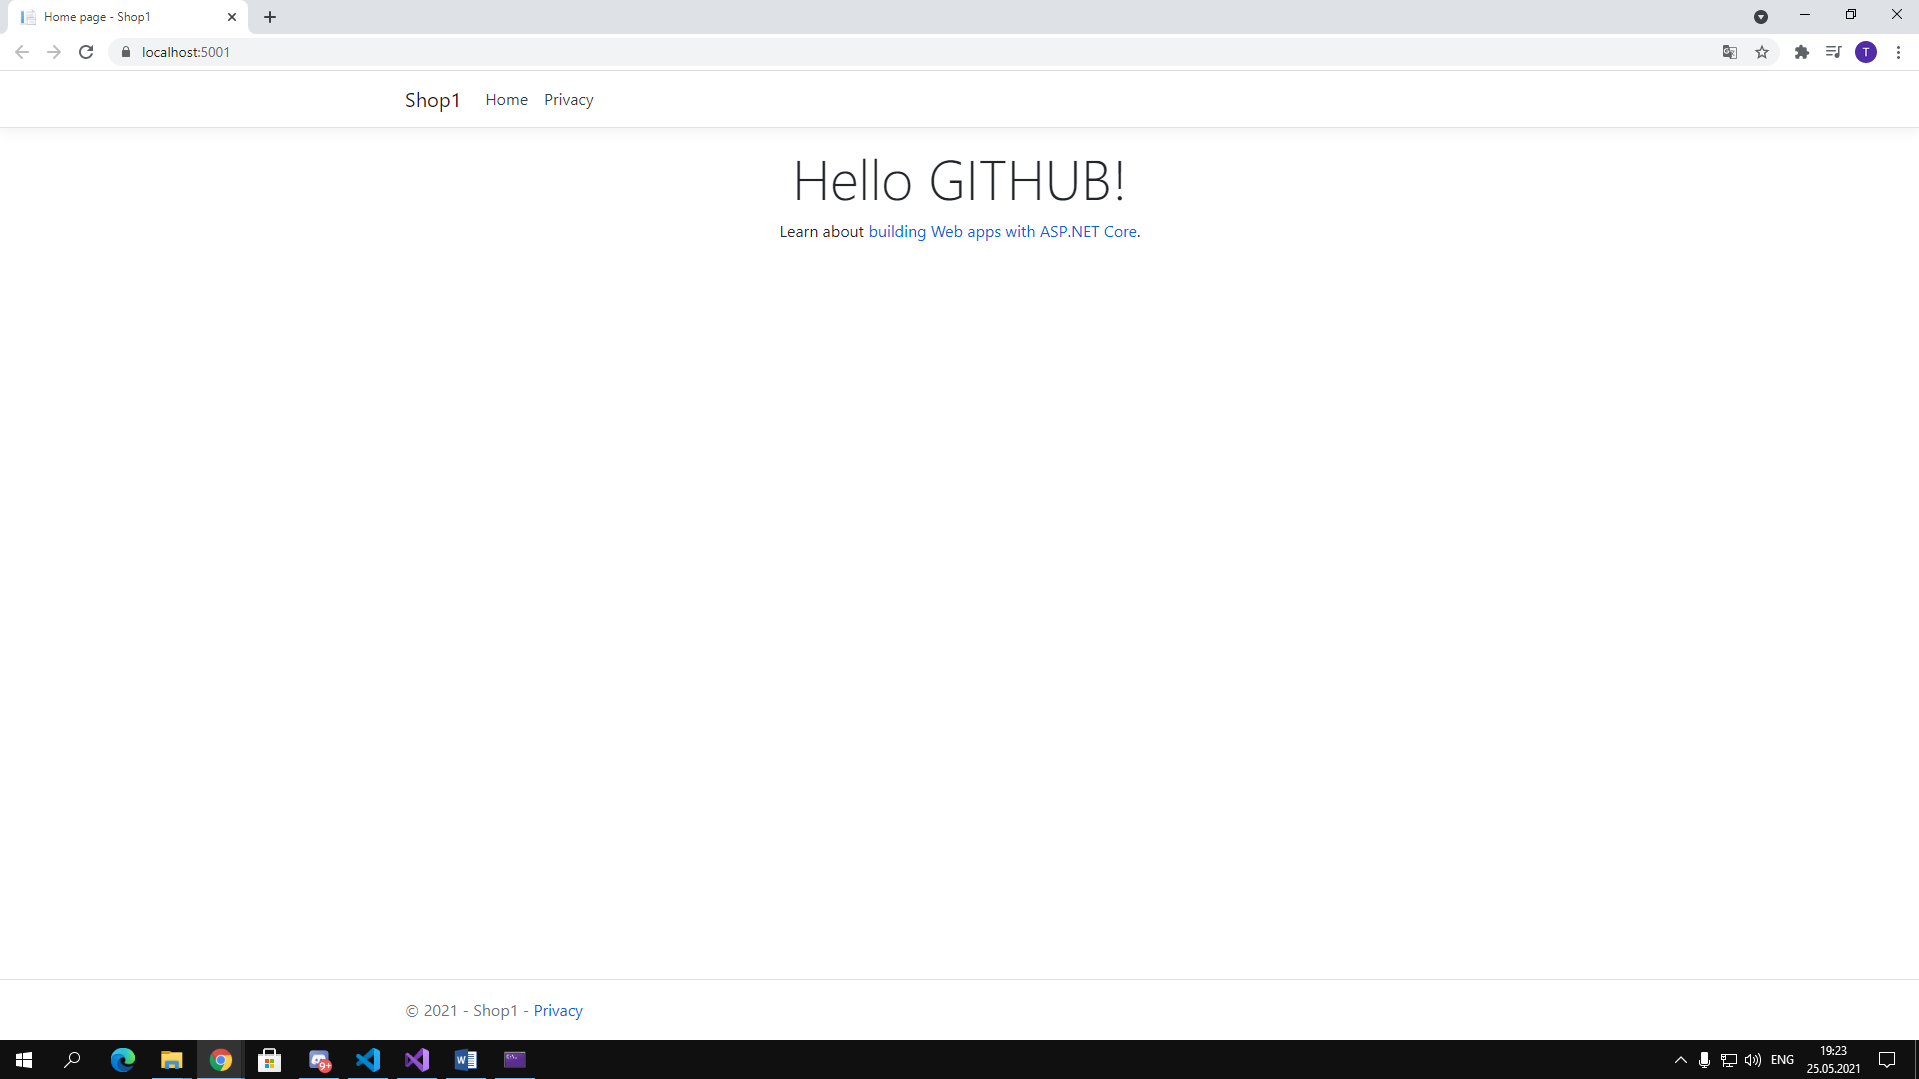 Home page - Shop1
localhost:5001
T
Shop1 Home Privacy
Hello GITHUB!
Learn about building Web apps with ASP.NET Core.
© 2021 - Shop1 - Privacy
9+
W
C:\_
ENG
19:23
25.05.2021